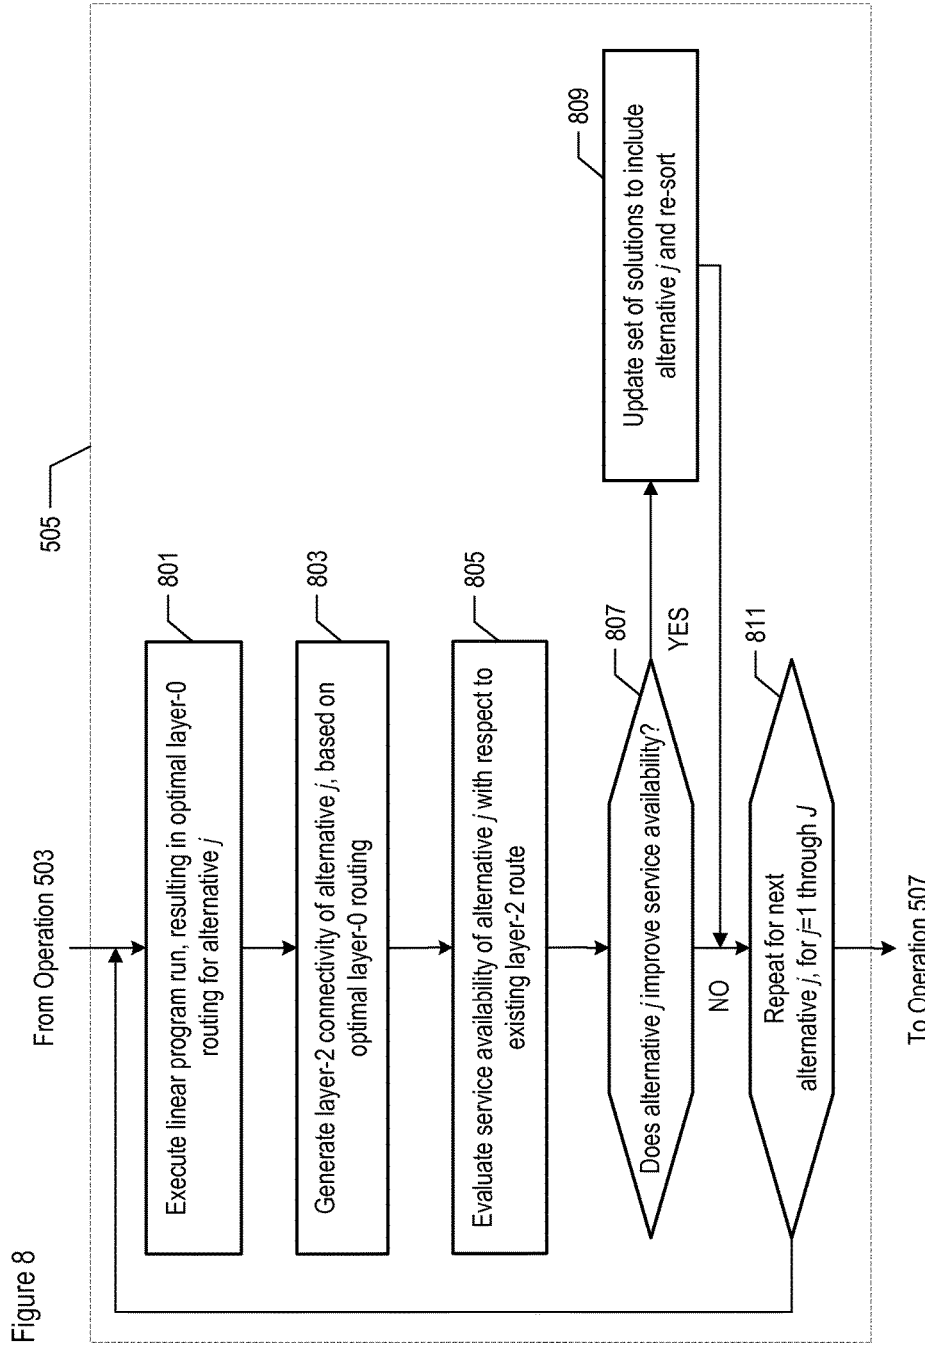 Figure 8
505
From Operation 503
801
Execute linear program run, resulting in optimal layer-0
routing for alternative j
803
Generate layer-2 connectivity of alternative j, based on
optimal layer-0 routing
805
Evaluate service availability of alternative j with respect to
existing layer-2 route
807
Does alternative j improve service availability?
YES
809
Update set of solutions to include
alternative j and re-sort
NO
811
Repeat for next
alternative j, for j=1 through J
To Operation 507